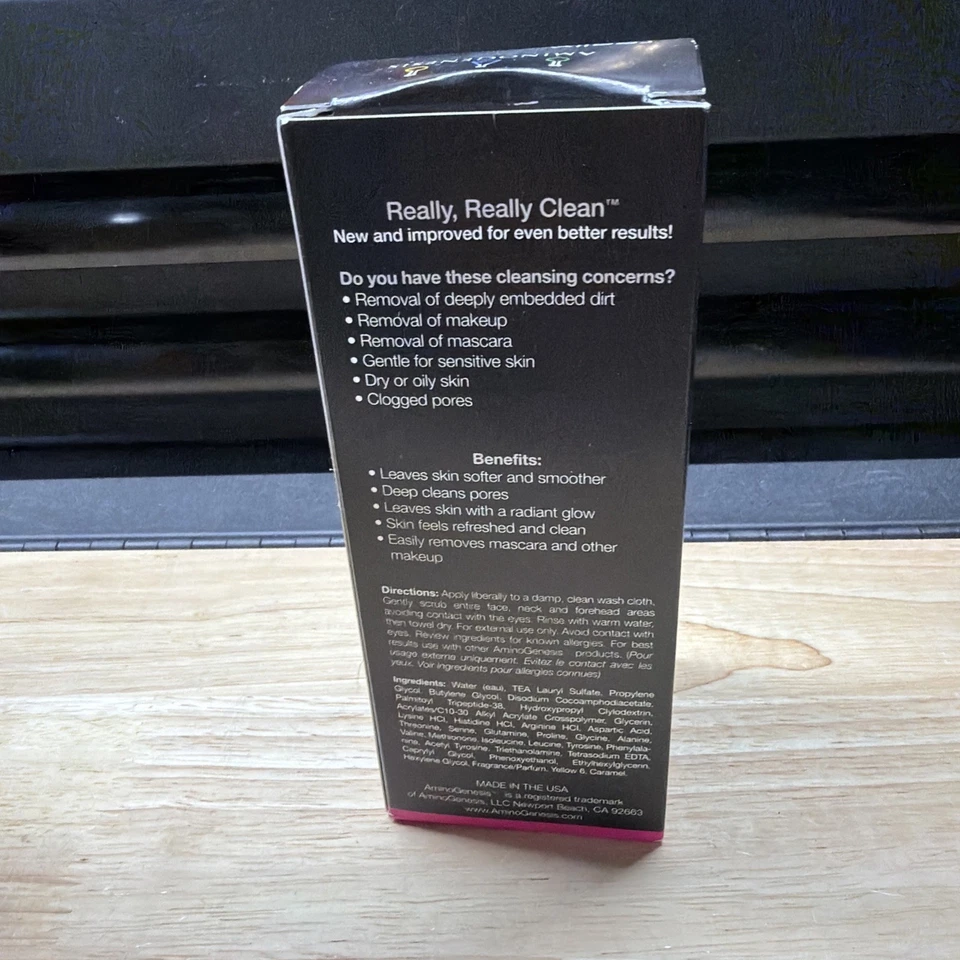 AMINOGENESIS
Really, Really Clean™
New and improved for even better results!
Do you have these cleansing concerns?
• Removal of deeply embedded dirt
• Removal of makeup
• Removal of mascara
• Gentle for sensitive skin
• Dry or oily skin
• Clogged pores
Benefits:
• Leaves skin softer and smoother
• Deep cleans pores
• Leaves skin with a radiant glow
• Skin feels refreshed and clean
• Easily removes mascara and other
makeup
Directions: Apply liberally to a damp, clean wash cloth.
Gently scrub entire face, neck and forehead areas
avoiding contact with the eyes. Rinse with warm water,
then towel dry. For external use only. Avoid contact with
eyes. Review ingredients for known allergies. For best
results use with other AminoGenesis products. (Pour
usage externe uniquement. Evitez le contact avec les
yeux. Voir ingredients pour allergies connues)
Ingredients: Water (eau), TEA Lauryl Sulfate, Propylene
Glycol, Butylene Glycol, Disodium Cocoamphodiacetate,
Palmitoyl Tripeptide-38, Hydroxypropyl Clylodextrin,
Acrylates/C10-30 Alkyl Acrylate Crosspolymer, Glycerin,
Lysine HCl, Histidine HCl, Arginine HCl, Aspartic Acid,
Threonine, Serine, Glutamine, Proline, Glycine, Alanine,
Valine, Methionone, Isoleucine, Leucine, Tyrosine, Phenylala-
nine, Acetyl Tyrosine, Triethanolamine, Tetrasodium EDTA,
Caprylyl Glycol, Phenoxyethanol, Ethylhexylglycerin,
Hexylene Glycol, Fragrance/Parfum, Yellow 6, Caramel.
MADE IN THE USA
AminoGenesis™ is a registered trademark
of AminoGenesis, LLC Newport Beach, CA 92663
www.AminoGenesis.com